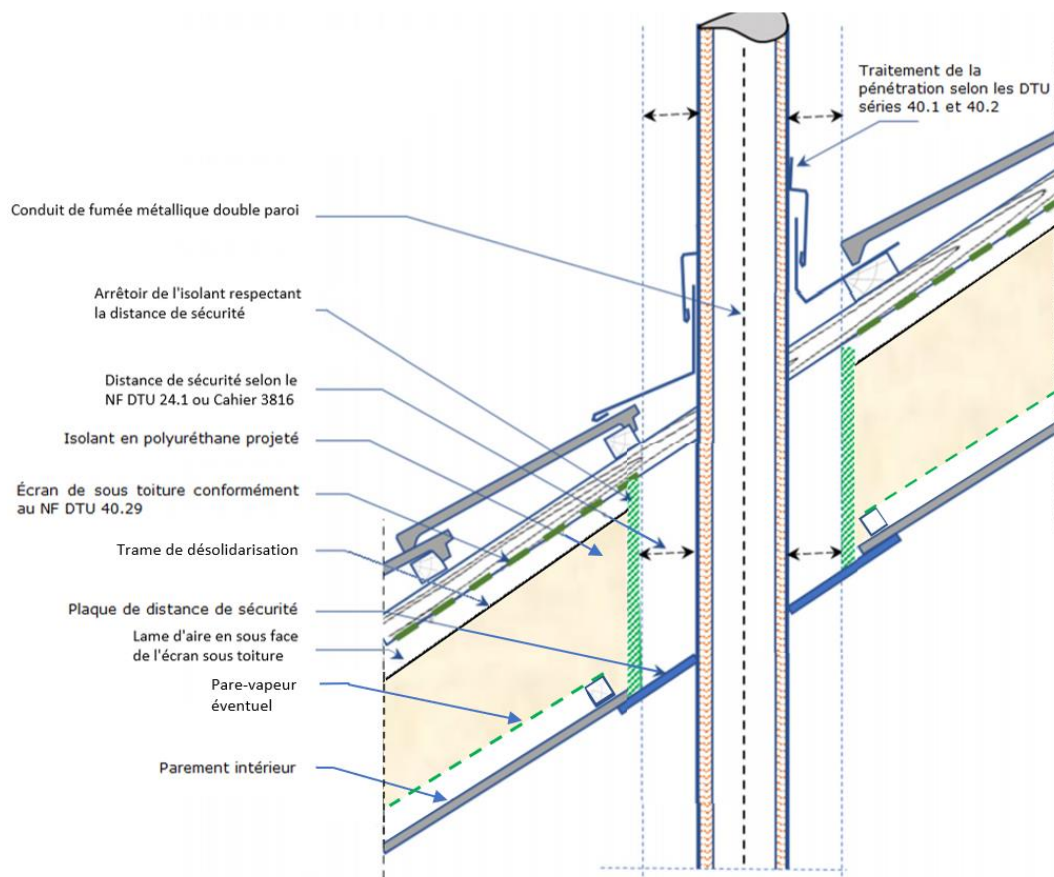 Traitement de la
pénétration selon les DTU
séries 40.1 et 40.2
Conduit de fumée métallique double paroi
Arrêtoir de l'isolant respectant
la distance de sécurité
Distance de sécurité selon le
NF DTU 24.1 ou Cahier 3816
Isolant en polyuréthane projeté
Écran de sous toiture conformément
au NF DTU 40.29
Trame de désolidarisation
Plaque de distance de sécurité
Lame d'aire en sous face
de l'écran sous toiture
Pare-vapeur
éventuel
Parement intérieur